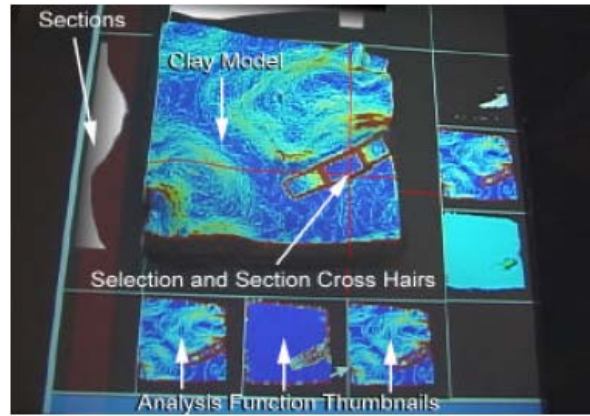 Sections
Clay Model
Selection and Section Cross Hairs
Analysis Function Thumbnails